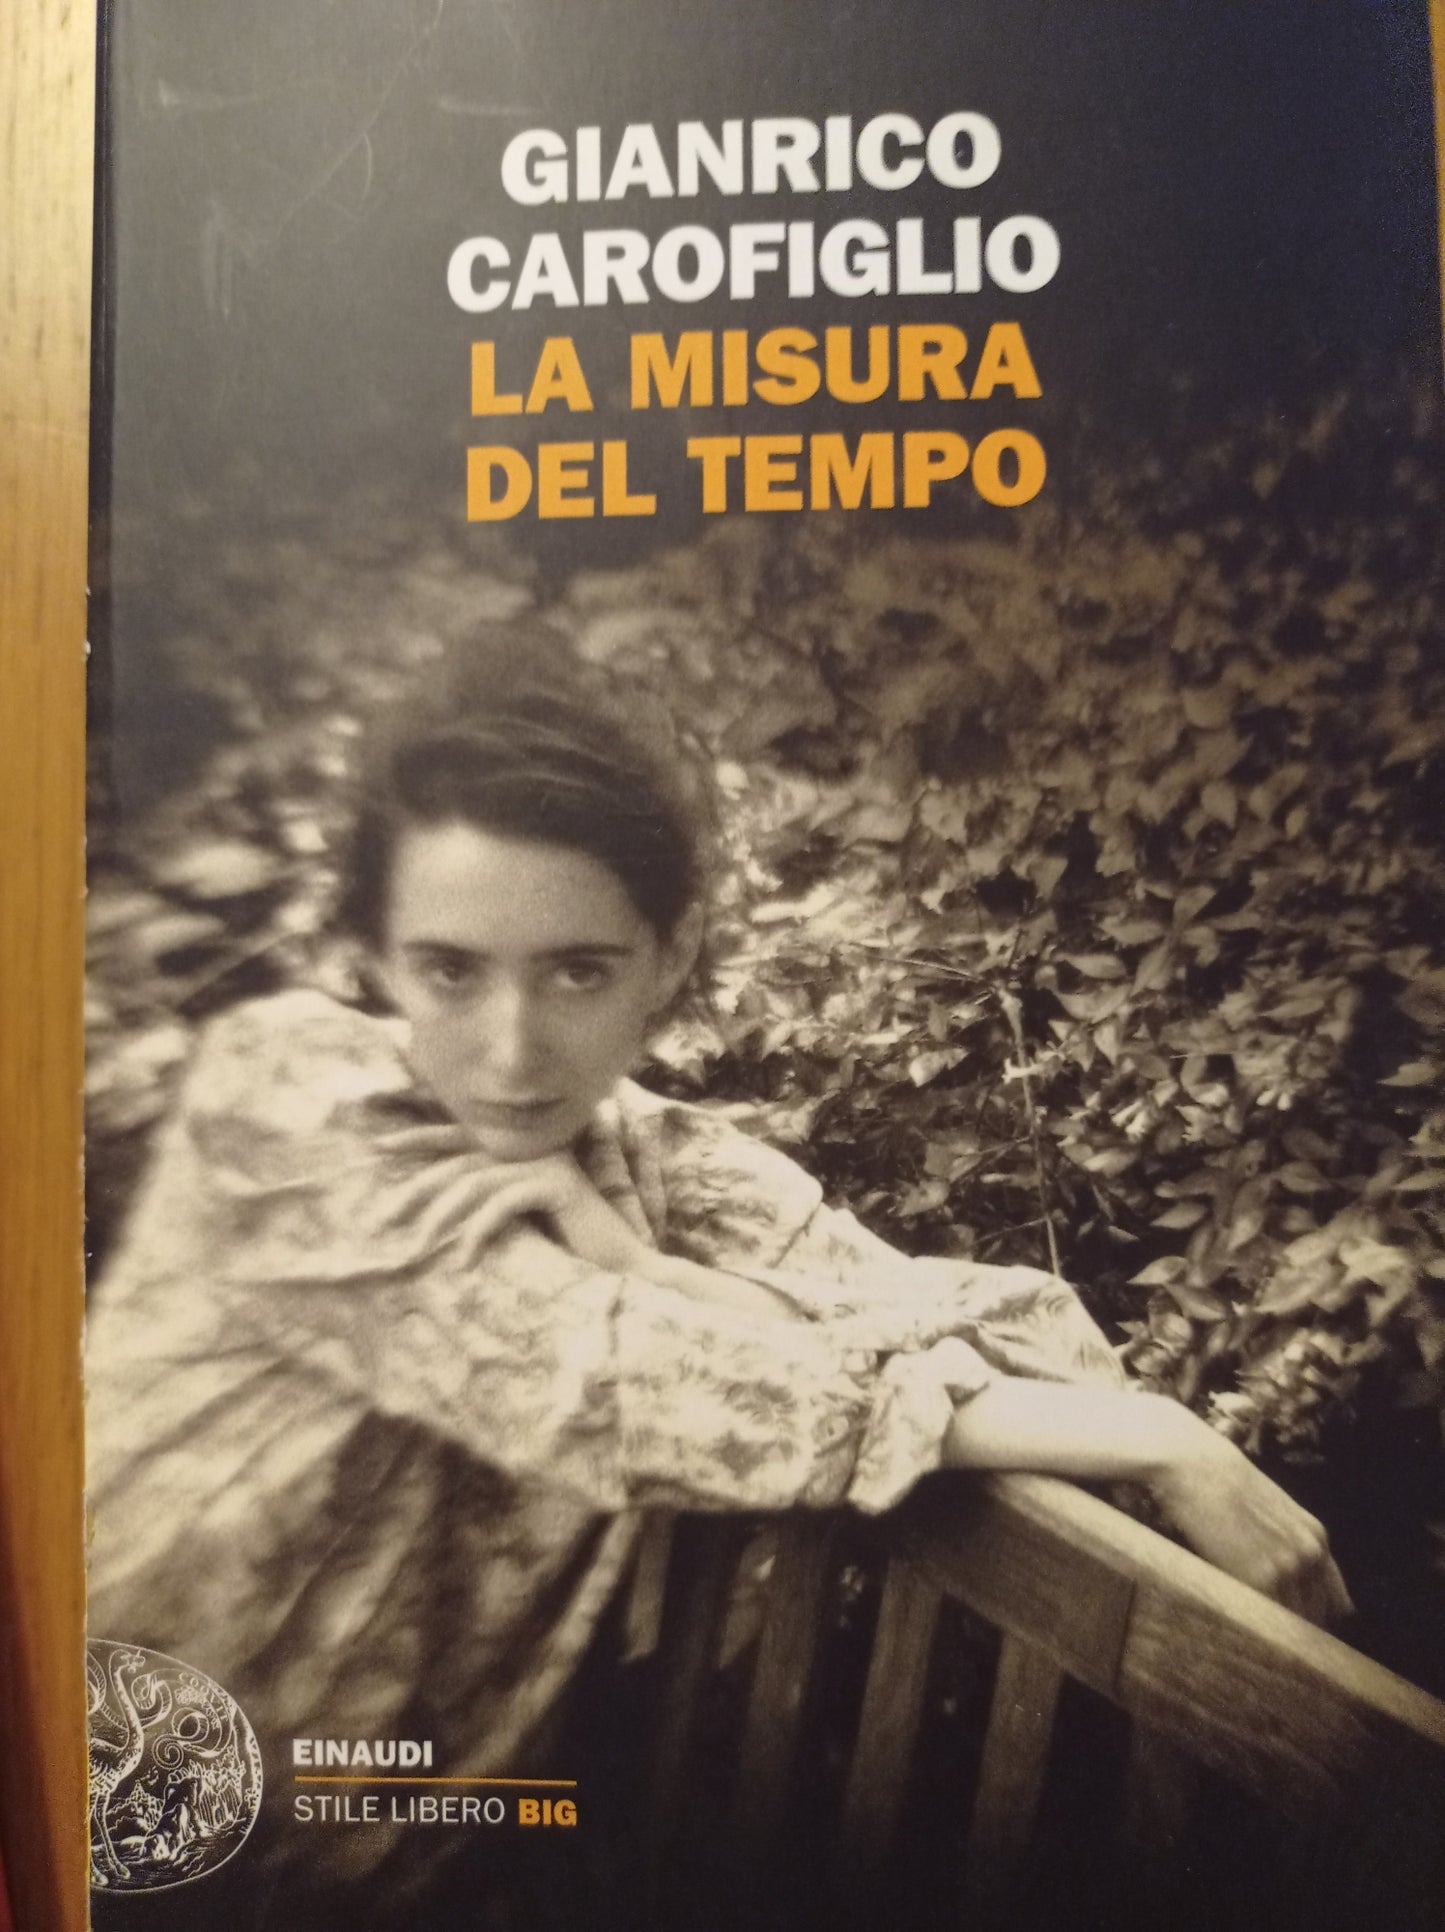 GIANRICO
CAROFIGLIO
LA MISURA
DEL TEMPO
EINAUDI
STILE LIBERO BIG